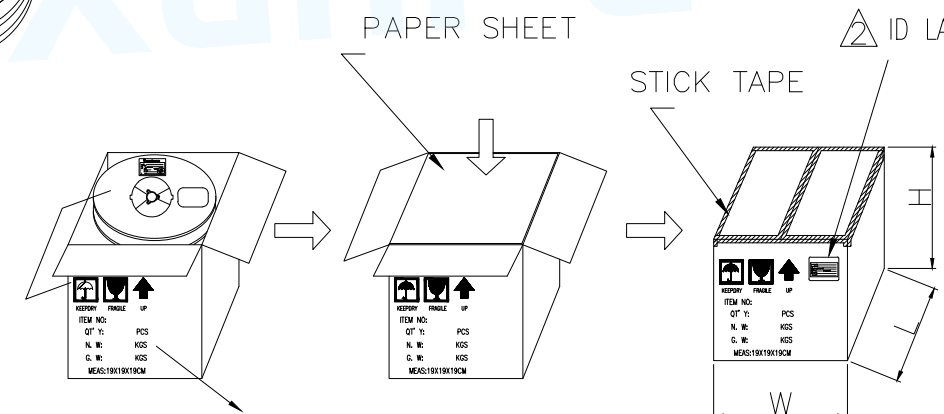 PAPER SHEET
2 ID LA
STICK TAPE
H
L
W
KEEPDRY FRAGILE UP
ITEM NO:
QT'Y: PCS
N. W: KGS
G. W: KGS
MEAS:19X19X19CM
KEEPDRY FRAGILE UP
ITEM NO:
QT'Y: PCS
N. W: KGS
G. W: KGS
MEAS:19X19X19CM
KEEPDRY FRAGILE UP
ITEM NO:
QT'Y: PCS
N. W: KGS
G. W: KGS
MEAS:19X19X19CM